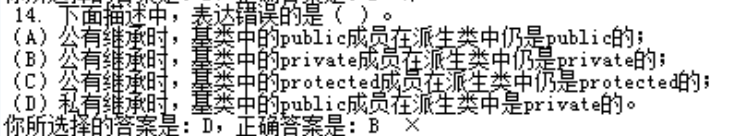 14. 下面描述中，表达错误的是（ ）。
(A) 公有继承时，基类中的public成员在派生类中仍是public的；
(B) 公有继承时，基类中的private成员在派生类中仍是private的；
(C) 公有继承时，基类中的protected成员在派生类中仍是protected的；
(D) 私有继承时，基类中的public成员在派生类中是private的。
你所选择的答案是：D，正确答案是：B ×